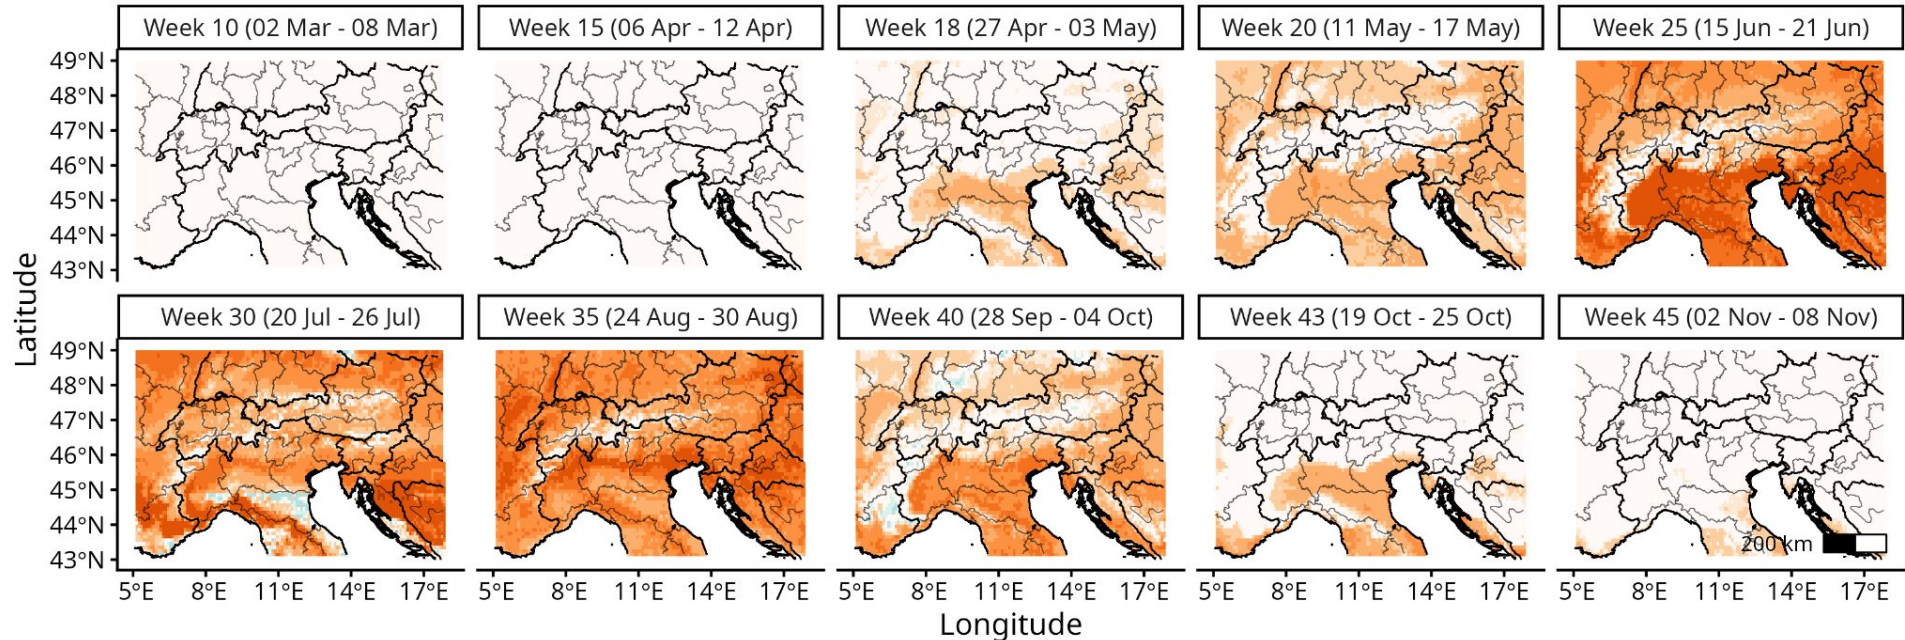 Week 10 (02 Mar - 08 Mar)
Week 15 (06 Apr - 12 Apr)
Week 18 (27 Apr - 03 May)
Week 20 (11 May - 17 May)
Week 25 (15 Jun - 21 Jun)
49°N
48°N
47°N
46°N
45°N
44°N
43°N
Latitude
Week 30 (20 Jul - 26 Jul)
Week 35 (24 Aug - 30 Aug)
Week 40 (28 Sep - 04 Oct)
Week 43 (19 Oct - 25 Oct)
Week 45 (02 Nov - 08 Nov)
49°N
48°N
47°N
46°N
45°N
44°N
43°N
200 km
5°E 8°E 11°E 14°E 17°E
5°E 8°E 11°E 14°E 17°E
5°E 8°E 11°E 14°E 17°E
5°E 8°E 11°E 14°E 17°E
5°E 8°E 11°E 14°E 17°E
Longitude